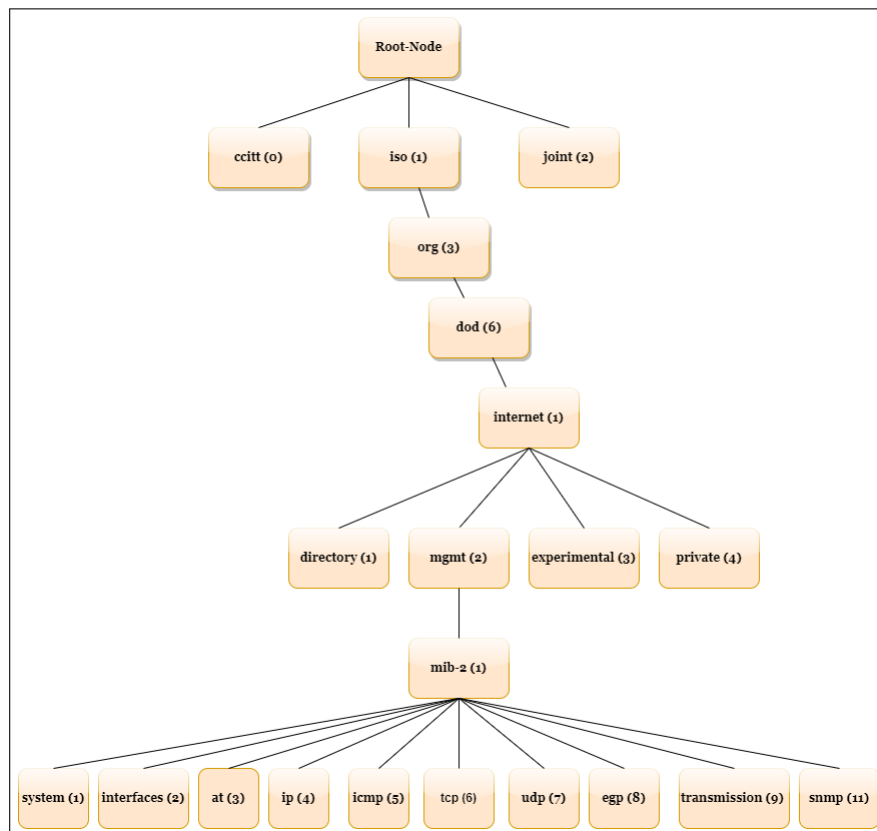 Root-Node
ccitt (0)
iso (1)
joint (2)
org (3)
dod (6)
internet (1)
directory (1)
mgmt (2)
experimental (3)
private (4)
mib-2 (1)
system (1)
interfaces (2)
at (3)
ip (4)
icmp (5)
tcp (6)
udp (7)
egp (8)
transmission (9)
snmp (11)